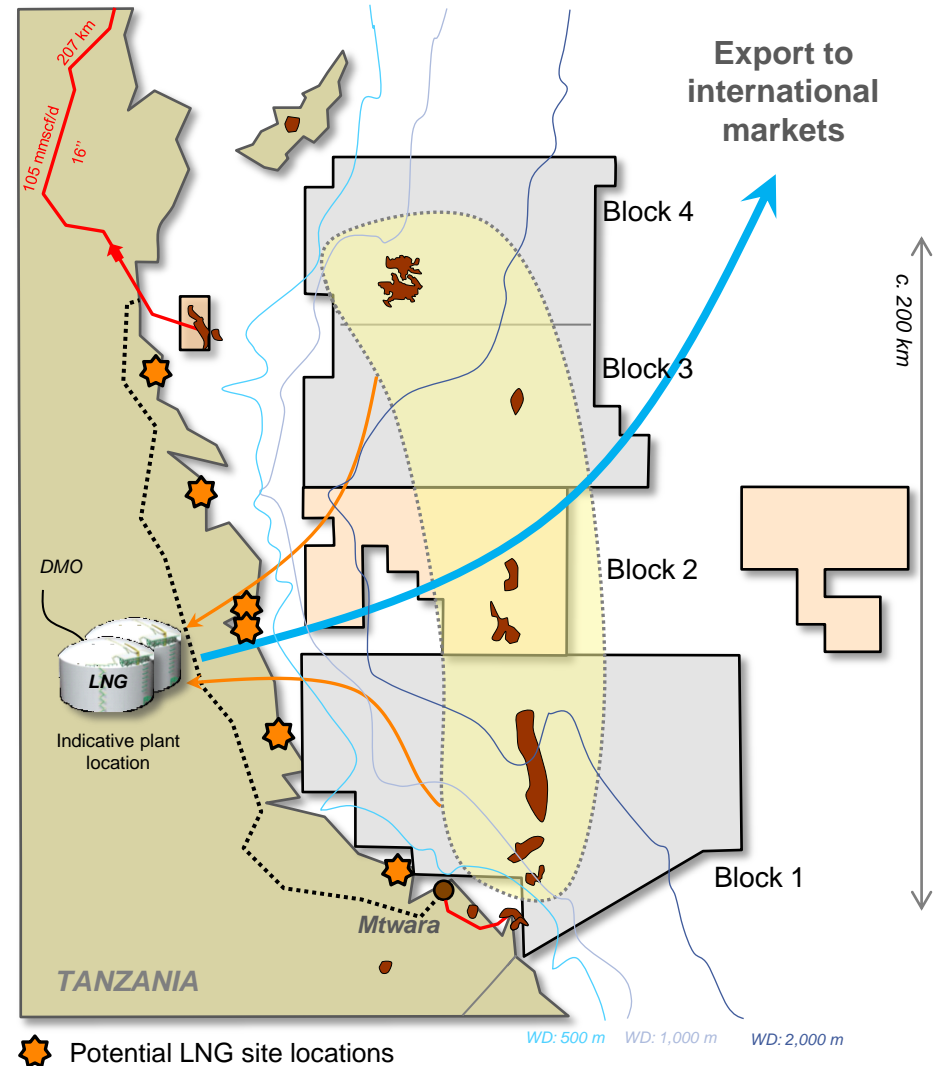 Export to
international
markets
207 km
105 mmscf/d
16"
Block 4
c. 200 km
Block 3
Block 2
DMO
LNG
Indicative plant
location
Block 1
Mtwara
TANZANIA
WD: 500 m
WD: 1,000 m
WD: 2,000 m
Potential LNG site locations